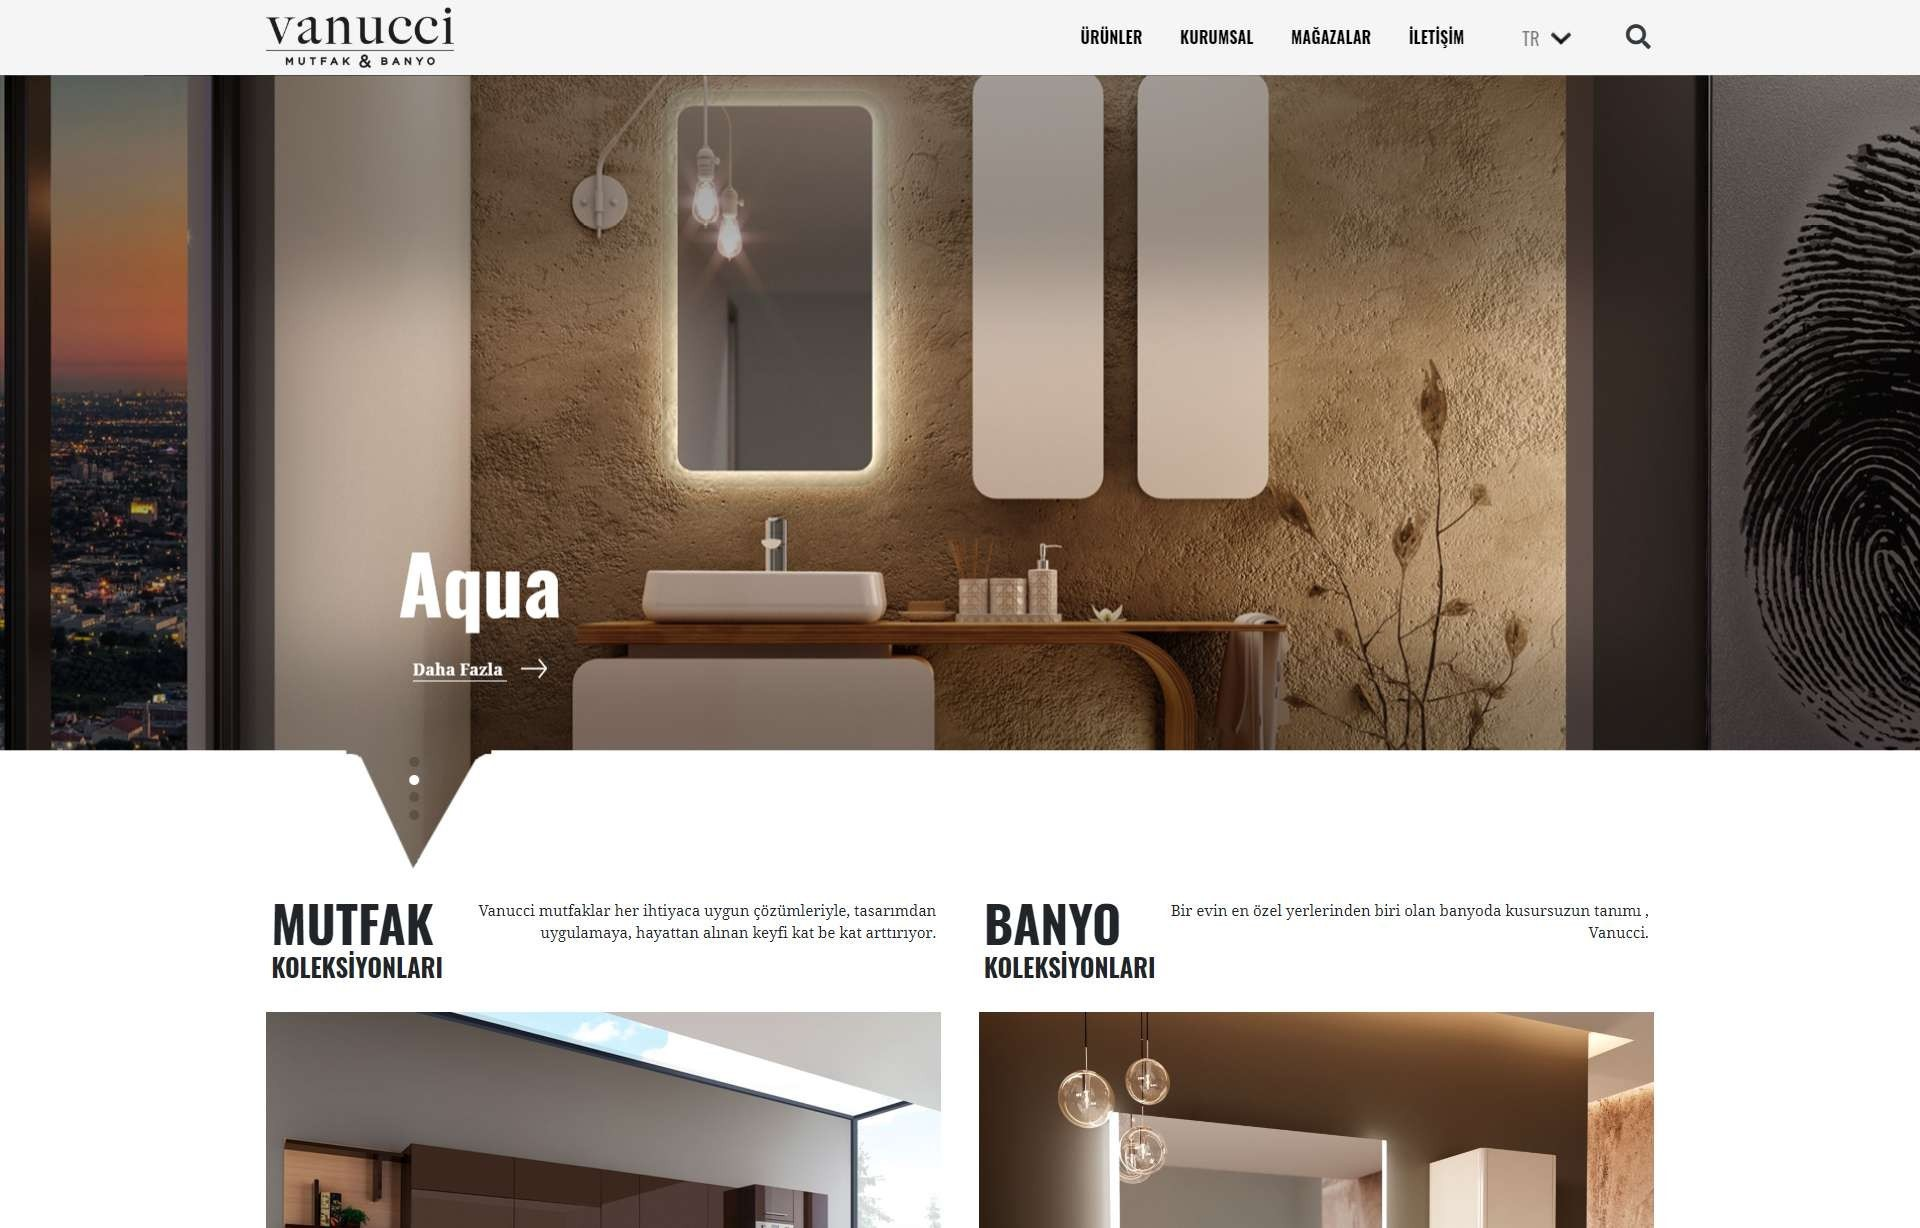 vanucci
MUTFAK & BANYO
ÜRÜNLER
KURUMSAL
MAĞAZALAR
İLETİŞİM
TR
Aqua
Daha Fazla
MUTFAK
KOLEKSİYONLARI
Vanucci mutfaklar her ihtiyaca uygun çözümleriyle, tasarımdan
uygulamaya, hayattan alınan keyfi kat be kat arttırıyor.
BANYO
KOLEKSİYONLARI
Bir evin en özel yerlerinden biri olan banyoda kusursuzun tanımı ,
Vanucci.